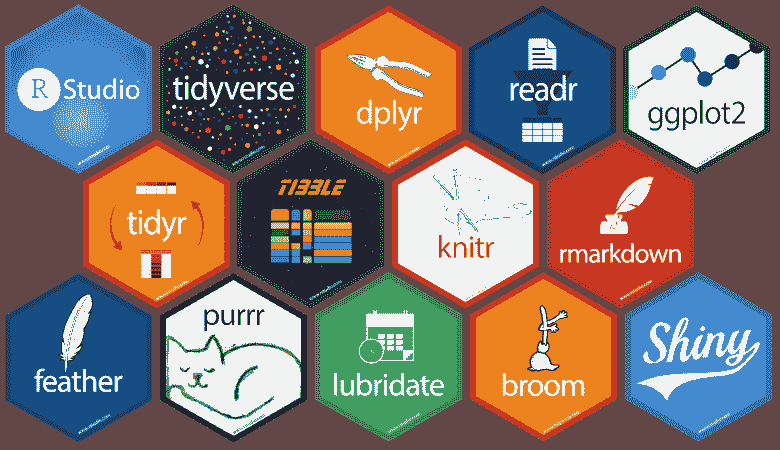 R Studio
tidyverse
dplyr
readr
ggplot2
tidyr
TIBBLE
knitr
rmarkdown
feather
purrr
lubridate
broom
Shiny